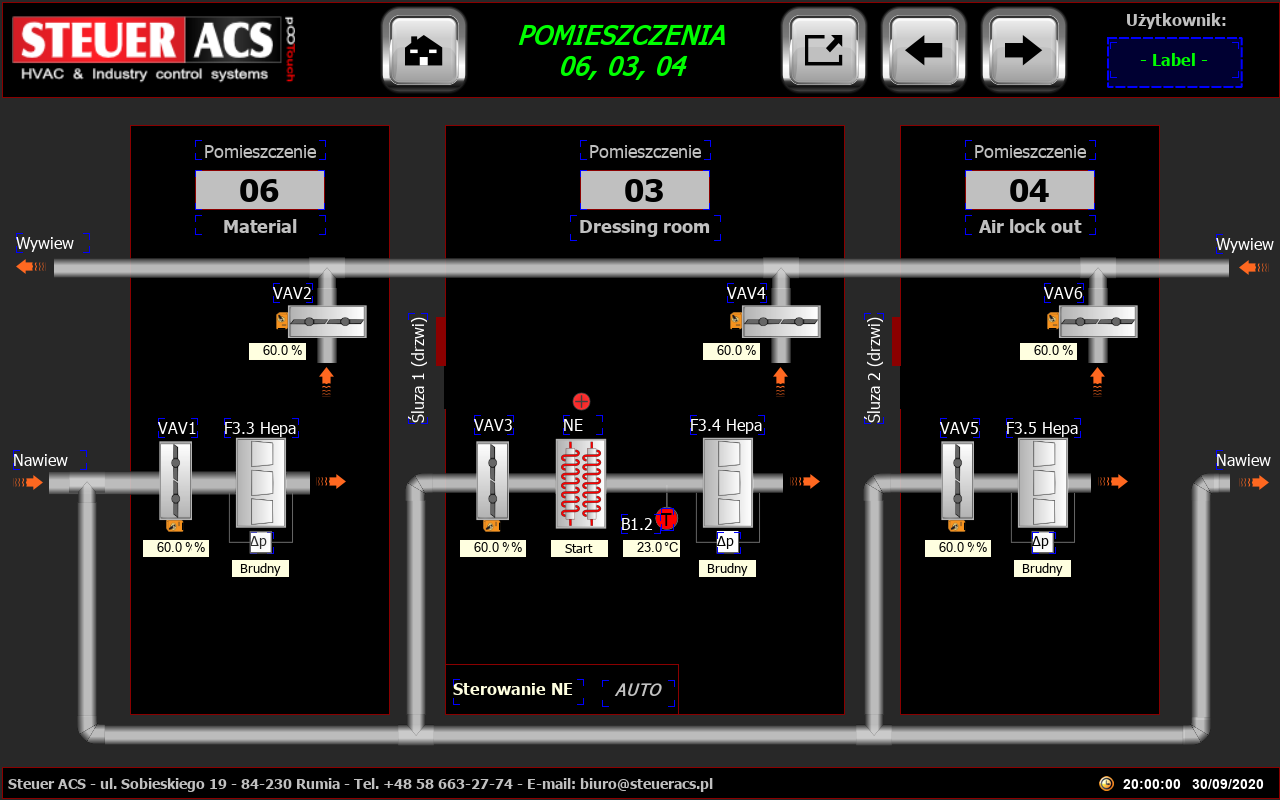 STEUER ACS
HVAC & Industry control systems
Touch
POMIESZCZENIA
06, 03, 04
Użytkownik:
- Label -
Pomieszczenie
06
Material
Pomieszczenie
03
Dressing room
Pomieszczenie
04
Air lock out
Wywiew
Wywiew
VAV2
60.0 %
VAV4
60.0 %
VAV6
60.0 %
Śluza 1 (drzwi)
Śluza 2 (drzwi)
Nawiew
VAV1
F3.3 Hepa
60.0 %%
Δp
Brudny
VAV3
NE
F3.4 Hepa
B1.2
T
60.0 %%
Start
23.0 °C
Δp
Brudny
VAV5
F3.5 Hepa
60.0 %%
Δp
Brudny
Nawiew
Sterowanie NE
AUTO
Steuer ACS - ul. Sobieskiego 19 - 84-230 Rumia - Tel. +48 58 663-27-74 - E-mail: biuro@steueracs.pl
20:00:00 30/09/2020